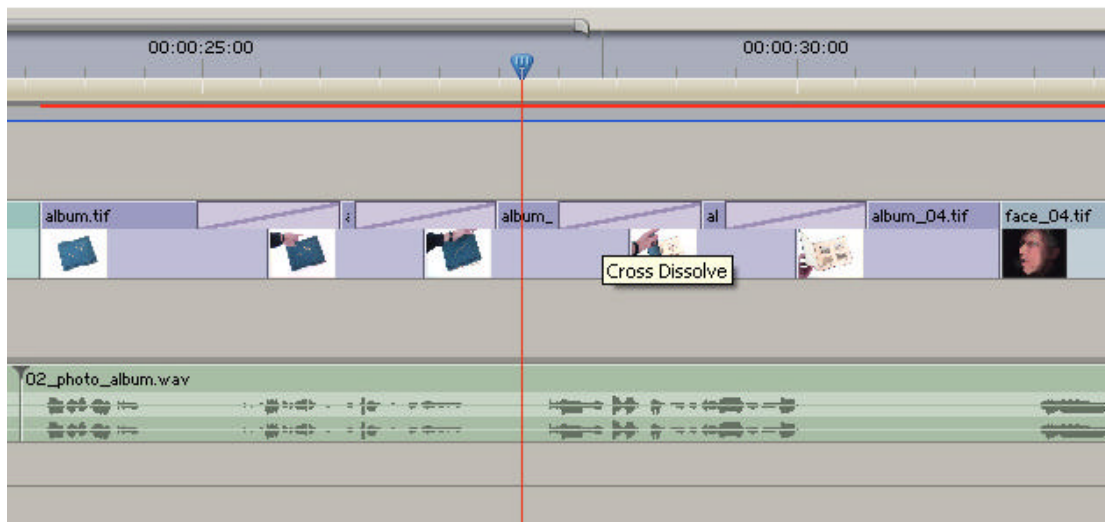 00:00:25:00
00:00:30:00
album.tif
album_
al
album_04.tif
face_04.tif
Cross Dissolve
02_photo_album.wav